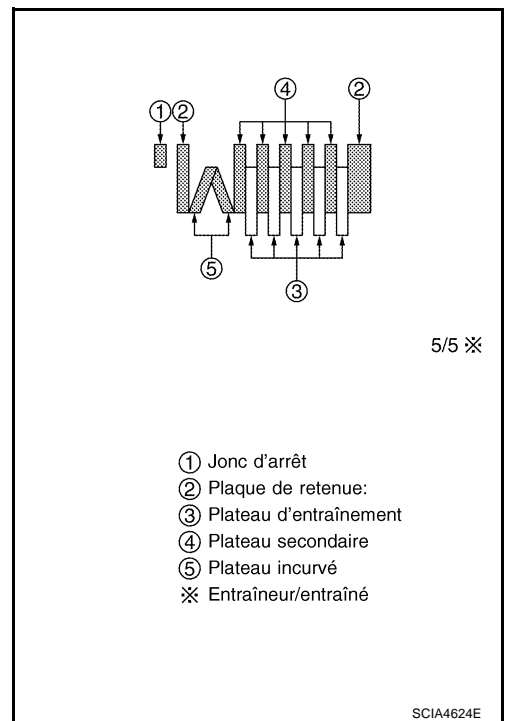 ① ② ④ ②
⑤ ③
5/5 ※
① Jonc d'arrêt
② Plaque de retenue:
③ Plateau d'entraînement
④ Plateau secondaire
⑤ Plateau incurvé
※ Entraîneur/entraîné
SCIA4624E